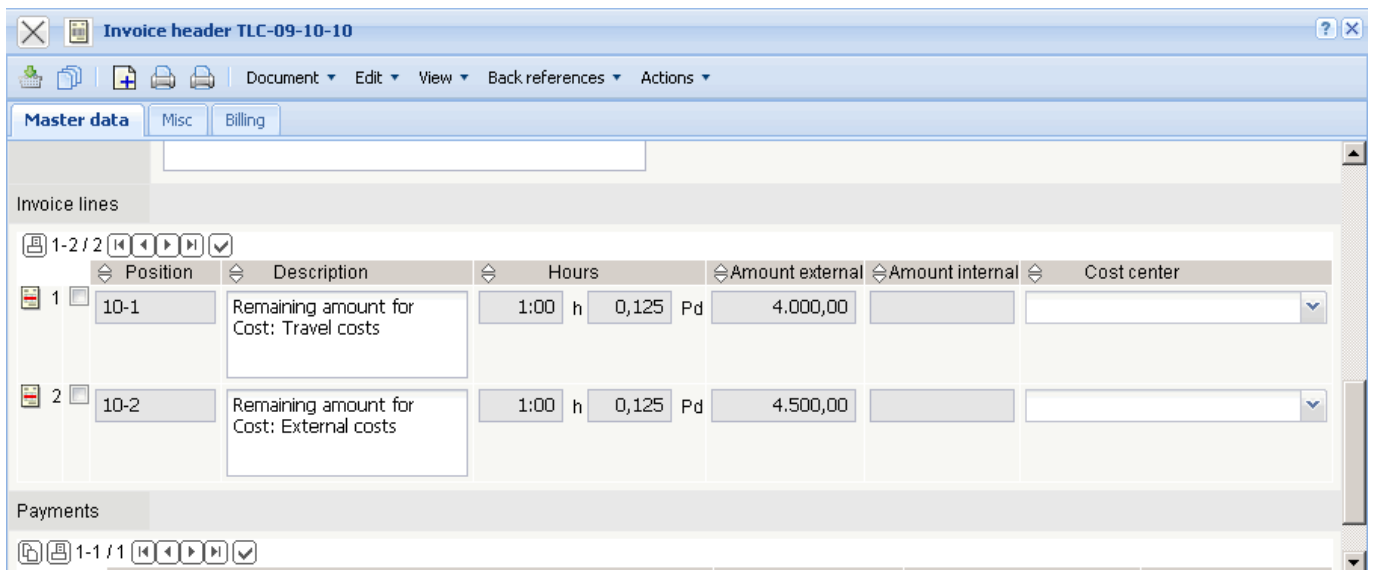 Invoice header TLC-09-10-10 ?
Document Edit View Back references Actions
Master data Misc Billing
Invoice lines
1-2 / 2
Position Description Hours Amount external Amount internal Cost center
1 10-1 Remaining amount for 1:00 h 0,125 Pd 4.000,00
Cost: Travel costs
2 10-2 Remaining amount for 1:00 h 0,125 Pd 4.500,00
Cost: External costs
Payments
1-1 / 1